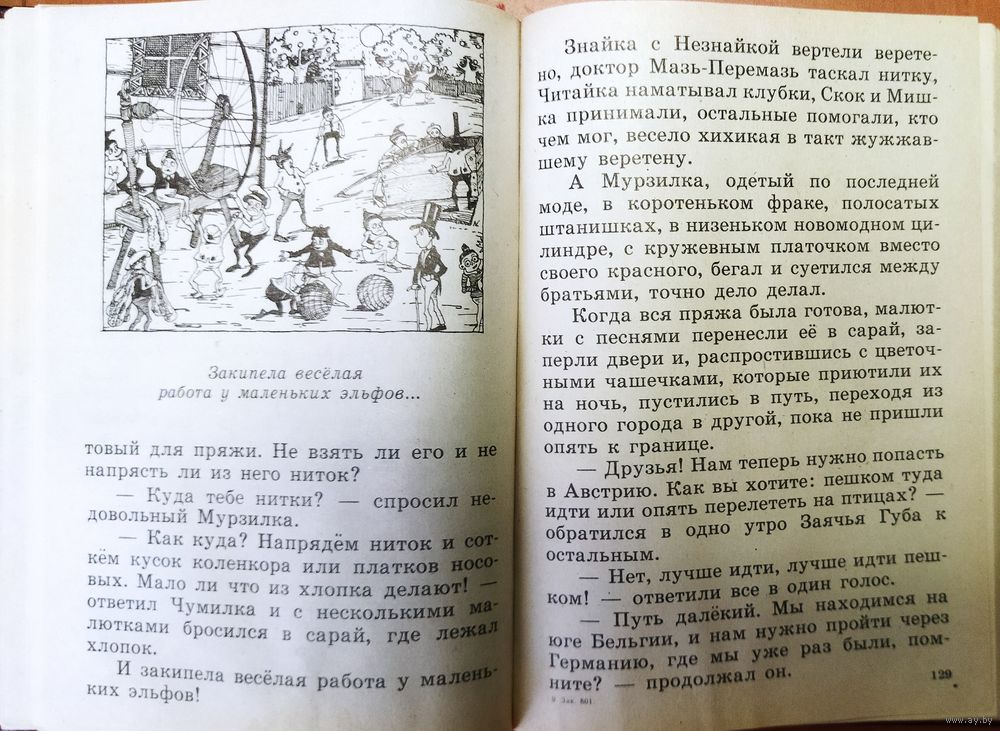 Закипела весёлая
работа у маленьких эльфов...
товый для пряжи. Не взять ли его и не
напрясть ли из него ниток?
— Куда тебе нитки? — спросил не-
довольный Мурзилка.
— Как куда? Напрядём ниток и сот-
кём кусок коленкора или платков носо-
вых. Мало ли что из хлопка делают! —
ответил Чумилка и с несколькими ма-
лютками бросился в сарай, где лежал
хлопок.
И закипела весёлая работа у малень-
ких эльфов!
Знайка с Незнайкой вертели верете-
но, доктор Мазь-Перемазь таскал нитку,
Читайка наматывал клубки, Скок и Миш-
ка принимали, остальные помогали, кто
чем мог, весело хихикая в такт жужжав-
шему веретену.
А Мурзилка, одетый по последней
моде, в коротеньком фраке, полосатых
штанишках, в низеньком новомодном ци-
линдре, с кружевным платочком вместо
своего красного, бегал и суетился между
братьями, точно дело делал.
Когда вся пряжа была готова, малют-
ки с песнями перенесли её в сарай, за-
перли двери и, распростившись с цветоч-
ными чашечками, которые приютили их
на ночь, пустились в путь, переходя из
одного города в другой, пока не пришли
опять к границе.
— Друзья! Нам теперь нужно попасть
в Австрию. Как вы хотите: пешком туда
идти или опять перелететь на птицах? —
обратился в одно утро Заячья Губа к
остальным.
— Нет, лучше идти, лучше идти пеш-
ком! — ответили все в один голос.
— Путь далёкий. Мы находимся на
юге Бельгии, и нам нужно пройти через
Германию, где мы уже раз были, пом-
ните? — продолжал он.
9 Зак. 801
129
www.ay.by